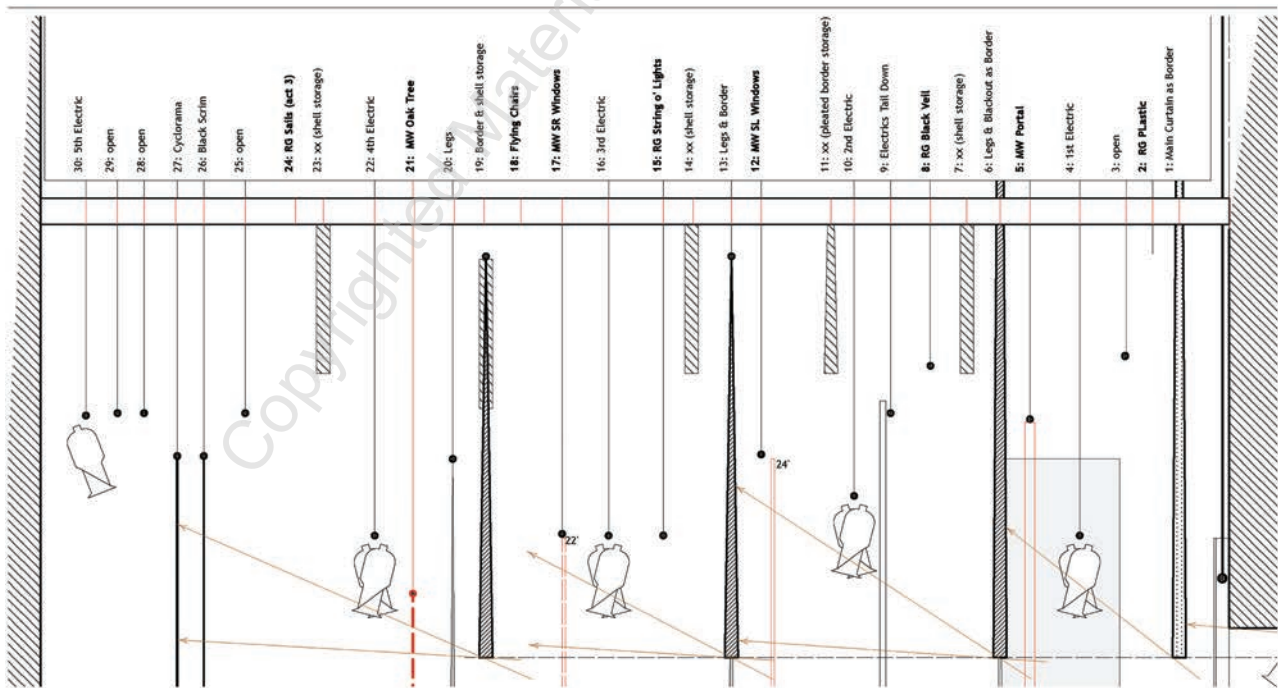 30: 5th Electric
29: open
28: open
27: Cyclorama
26: Black Scrim
25: open
24: RG Sails (act 3)
23: xx (shell storage)
22: 4th Electric
21: MW Oak Tree
20: Legs
19: Border & shell storage
18: Flying Chairs
17: MW SR Windows
16: 3rd Electric
15: RG String o' Lights
14: xx (shell storage)
13: Legs & Border
12: MW SL Windows
11: xx (pleated border storage)
10: 2nd Electric
9: Electrics Tail Down
8: RG Black Veil
7: xx (shell storage)
6: Legs & Blackout as Border
5: MW Portal
4: 1st Electric
3: open
2: RG PLastic
1: Main Curtain as Border
24'
22'
Copyrighted Mater